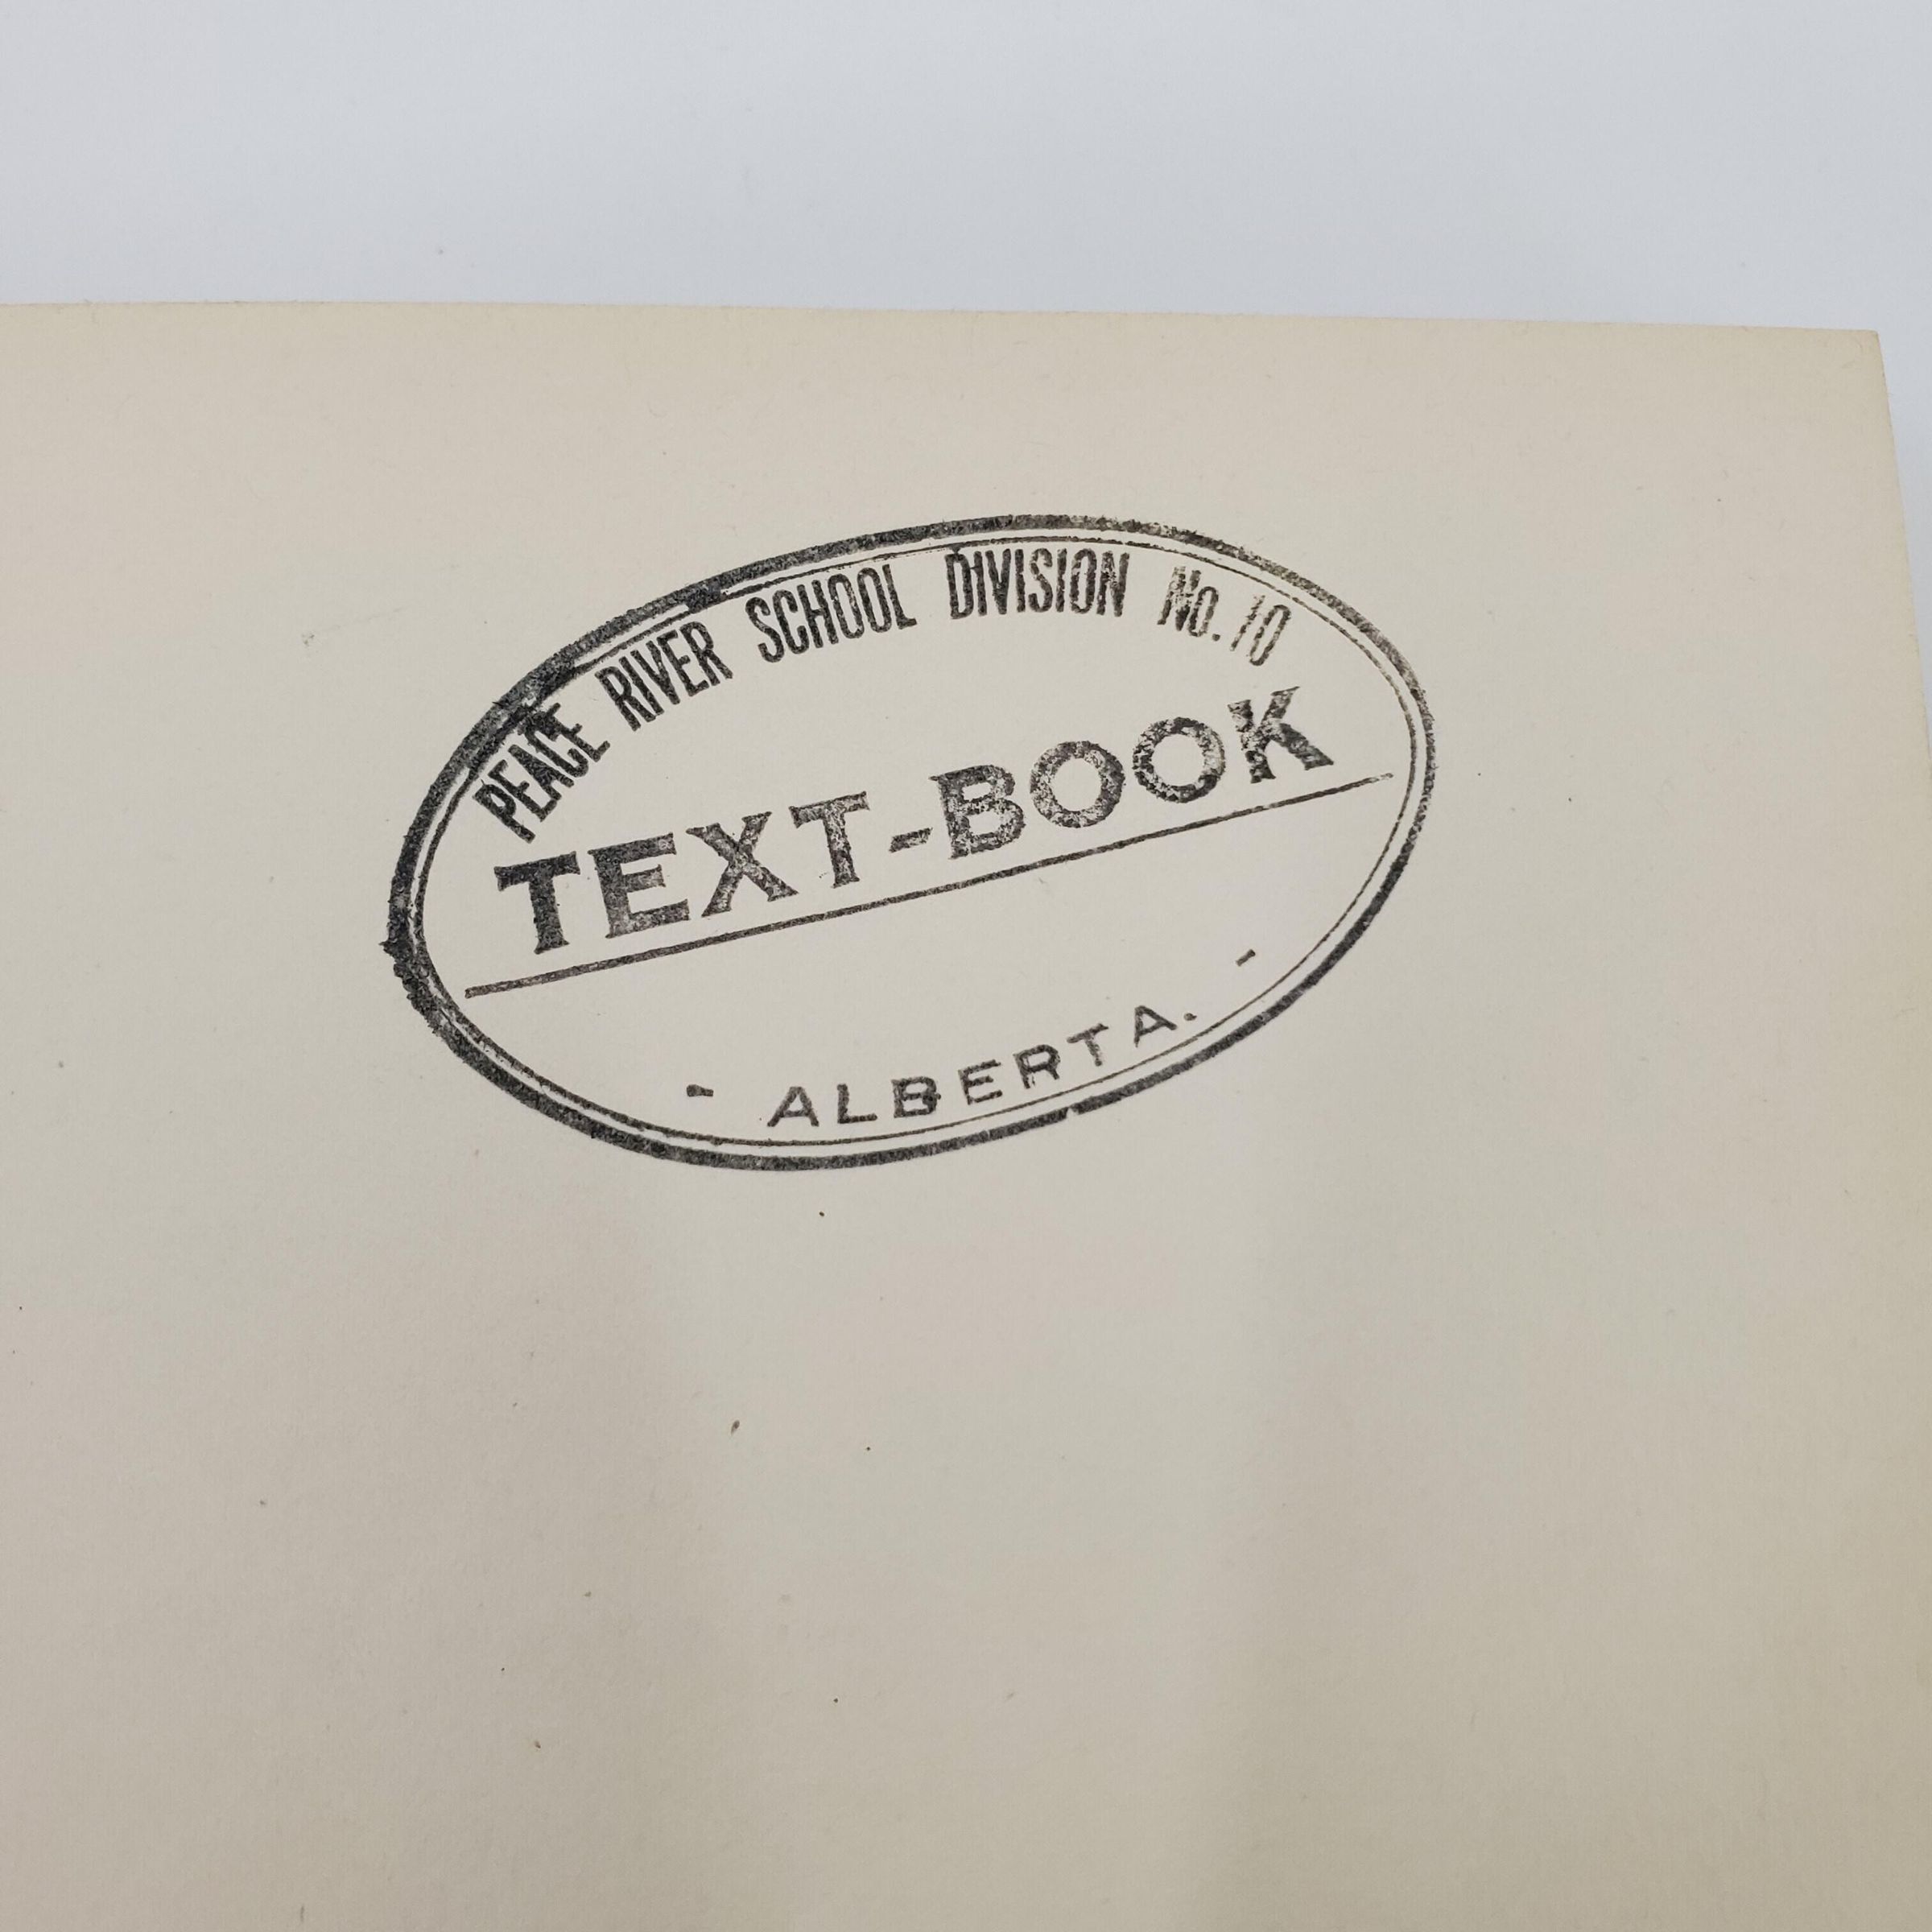 PEACE RIVER SCHOOL DIVISION No. 10
TEXT-BOOK
- ALBERTA. -